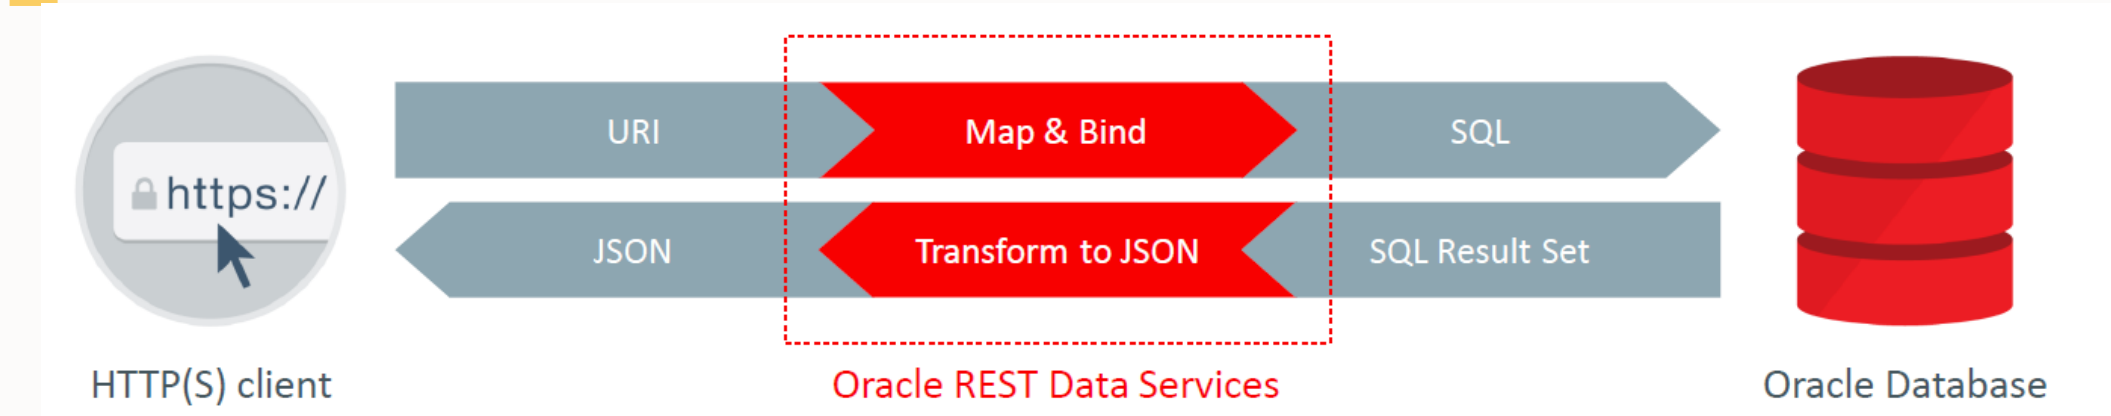 https://
URI
Map & Bind
SQL
JSON
Transform to JSON
SQL Result Set
HTTP(S) client
Oracle REST Data Services
Oracle Database